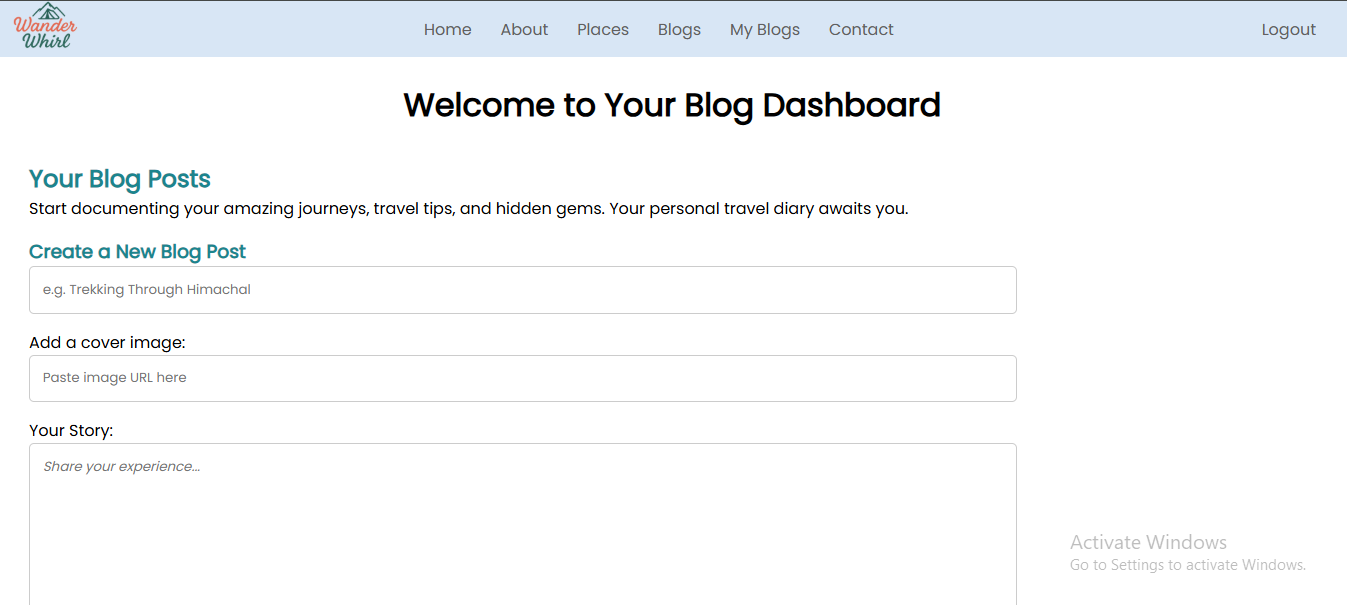 Wander
Whirl
Home About Places Blogs My Blogs Contact Logout
Welcome to Your Blog Dashboard
Your Blog Posts
Start documenting your amazing journeys, travel tips, and hidden gems. Your personal travel diary awaits you.
Create a New Blog Post
e.g. Trekking Through Himachal
Add a cover image:
Paste image URL here
Your Story:
Share your experience...
Activate Windows
Go to Settings to activate Windows.